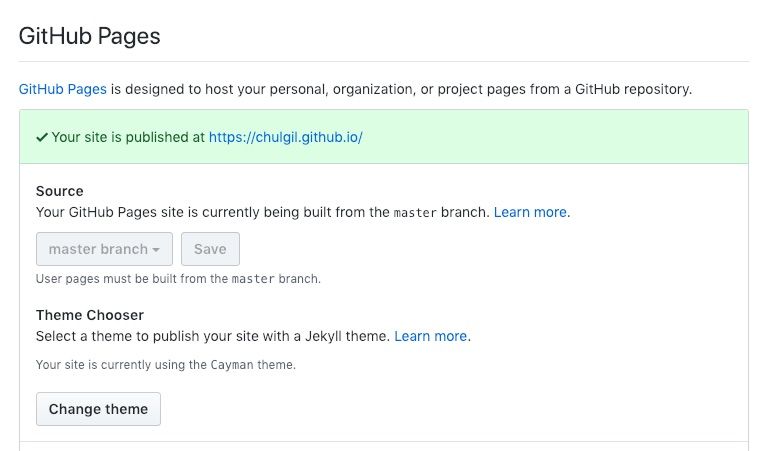 GitHub Pages
GitHub Pages is designed to host your personal, organization, or project pages from a GitHub repository.
Your site is published at https://chulgil.github.io/
Source
Your GitHub Pages site is currently being built from the master branch. Learn more.
master branch Save
User pages must be built from the master branch.
Theme Chooser
Select a theme to publish your site with a Jekyll theme. Learn more.
Your site is currently using the Cayman theme.
Change theme